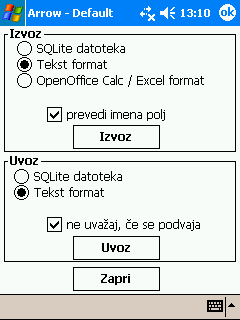 Arrow - Default 13:10 ok
Izvoz
SQLite datoteka
Tekst format
OpenOffice Calc / Excel format
prevedi imena polj
Izvoz
Uvoz
SQLite datoteka
Tekst format
ne uvažaj, če se podvaja
Uvoz
Zapri